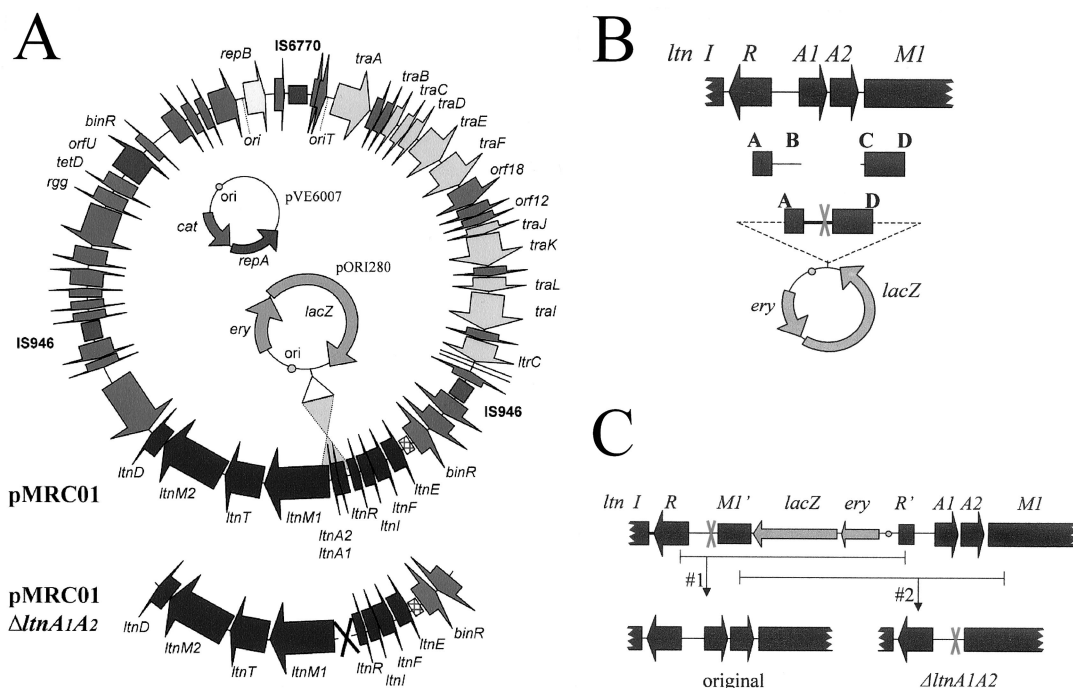 A
repB
IS6770
traA
traB
traC
traD
traE
traF
orf18
orf12
traJ
traK
traL
traI
ltrC
IS946
binR
orfU
tetD
rgg
IS946
ori
oriT
ori
pVE6007
cat
repA
pORI280
lacZ
ery
ori
pMRC01
ltnD
ltnM2
ltnT
ltnM1
ltnA2
ltnA1
ltnR
ltnI
ltnF
ltnE
binR
pMRC01
ΔltnA1A2
ltnD
ltnM2
ltnT
ltnM1
ltnR
ltnI
ltnF
ltnE
binR
B
ltn I R A1 A2 M1
A B C D
A D
ery lacZ
C
ltn I R M1' lacZ ery R' A1 A2 M1
#1
#2
original ΔltnA1A2